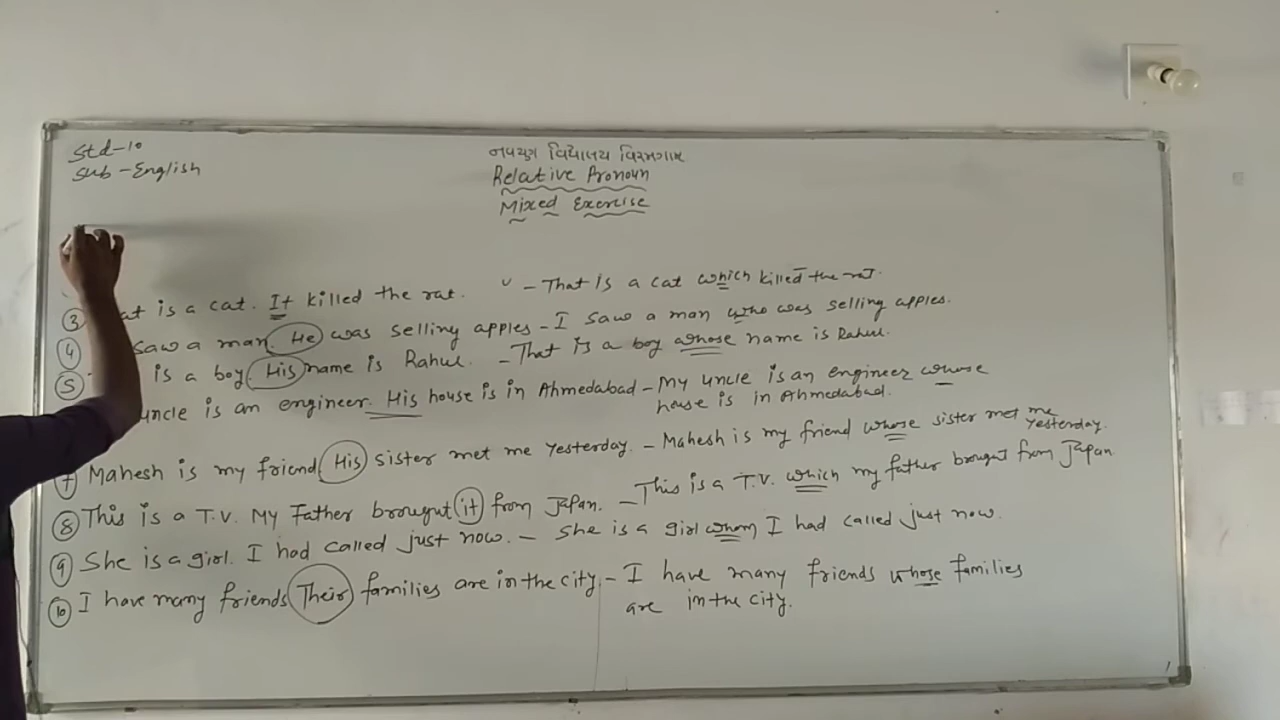 Std-10
Sub - English
નવયુગ વિદ્યાલય વિરમગામ
Relative Pronoun
Mixed Exercise
at is a cat. It killed the rat. - That is a cat which killed the rat.
③ saw a man. He was selling apples - I saw a man who was selling apples.
④ is a boy His name is Rahul. - That is a boy whose name is Rahul.
⑤ uncle is an engineer. His house is in Ahmedabad - My uncle is an engineer whose
house is in Ahmedabad.
7 Mahesh is my friend His sister met me yesterday. - Mahesh is my friend whose sister met me
yesterday.
⑧ This is a T.V. My Father brougut it from Japan. - This is a T.V. which my father brougut from Japan
⑨ She is a girl. I had called just now. - She is a girl whom I had called just now.
⑩ I have many friends Their families are in the city - I have many friends whose families
are in the city.